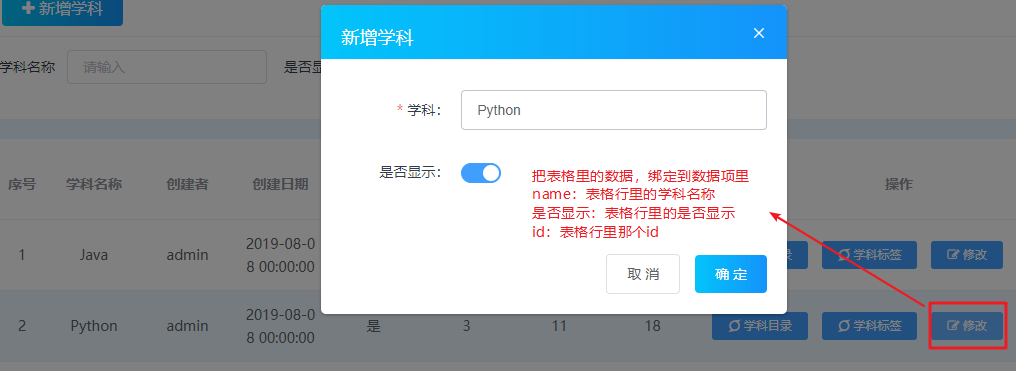 新增学科
新增学科
学科名称 请输入 是否显
* 学科： Python
是否显示：
把表格里的数据，绑定到数据项里
name：表格行里的学科名称
是否显示：表格行里的是否显示
id：表格行里那个id
取 消 确 定
序号 学科名称 创建者 创建日期 操作
1 Java admin 2019-08-0
8 00:00:00 录 学科标签 修改
2 Python admin 2019-08-0
8 00:00:00 是 3 11 18 学科目录 学科标签 修改